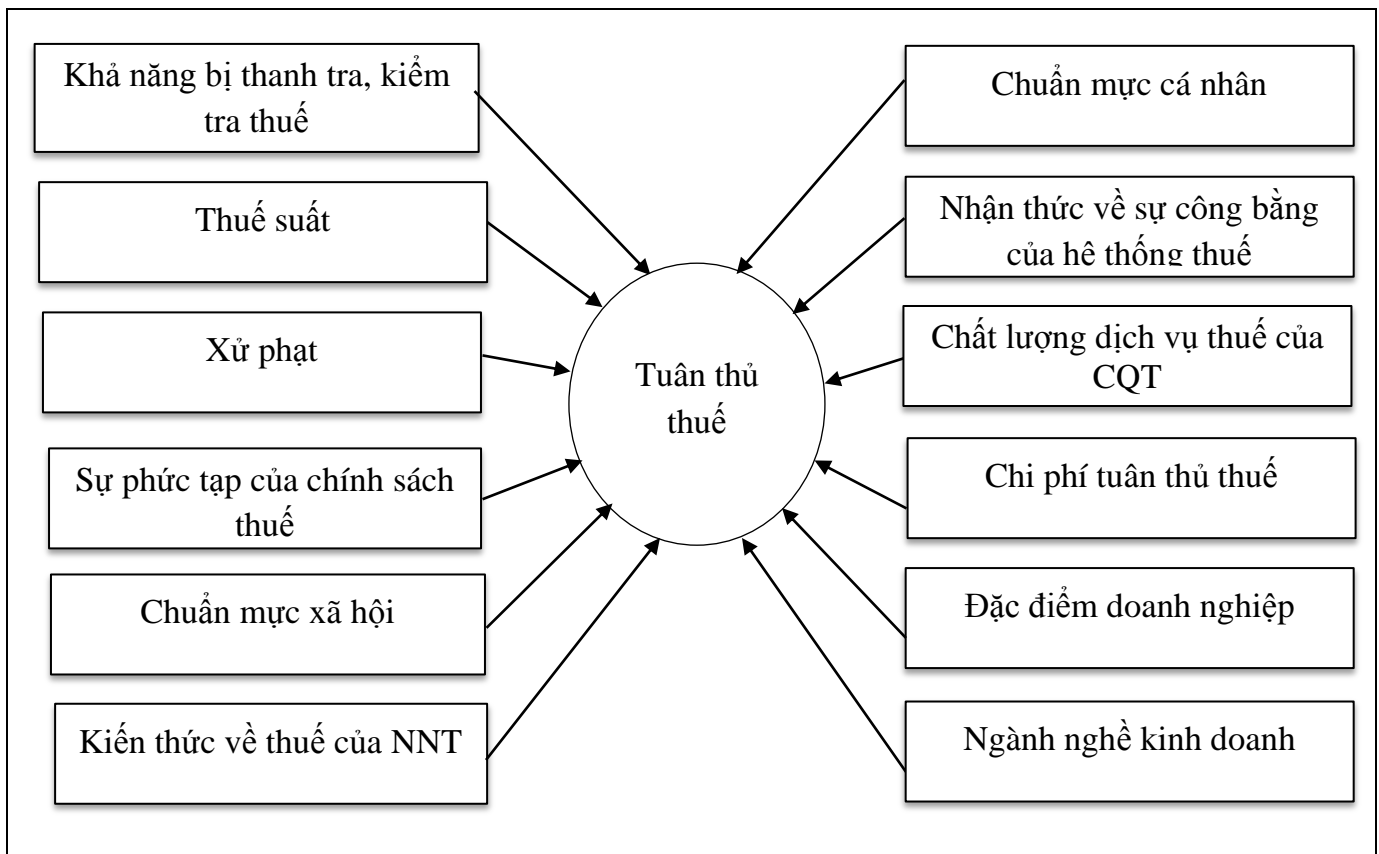 Khả năng bị thanh tra, kiểm
tra thuế
Thuế suất
Xử phạt
Sự phức tạp của chính sách
thuế
Chuẩn mực xã hội
Kiến thức về thuế của NNT
Tuân thủ
thuế
Chuẩn mực cá nhân
Nhận thức về sự công bằng
của hê thống thuế
Chất lượng dịch vụ thuế của
CQT
Chi phí tuân thủ thuế
Đặc điểm doanh nghiệp
Ngành nghề kinh doanh